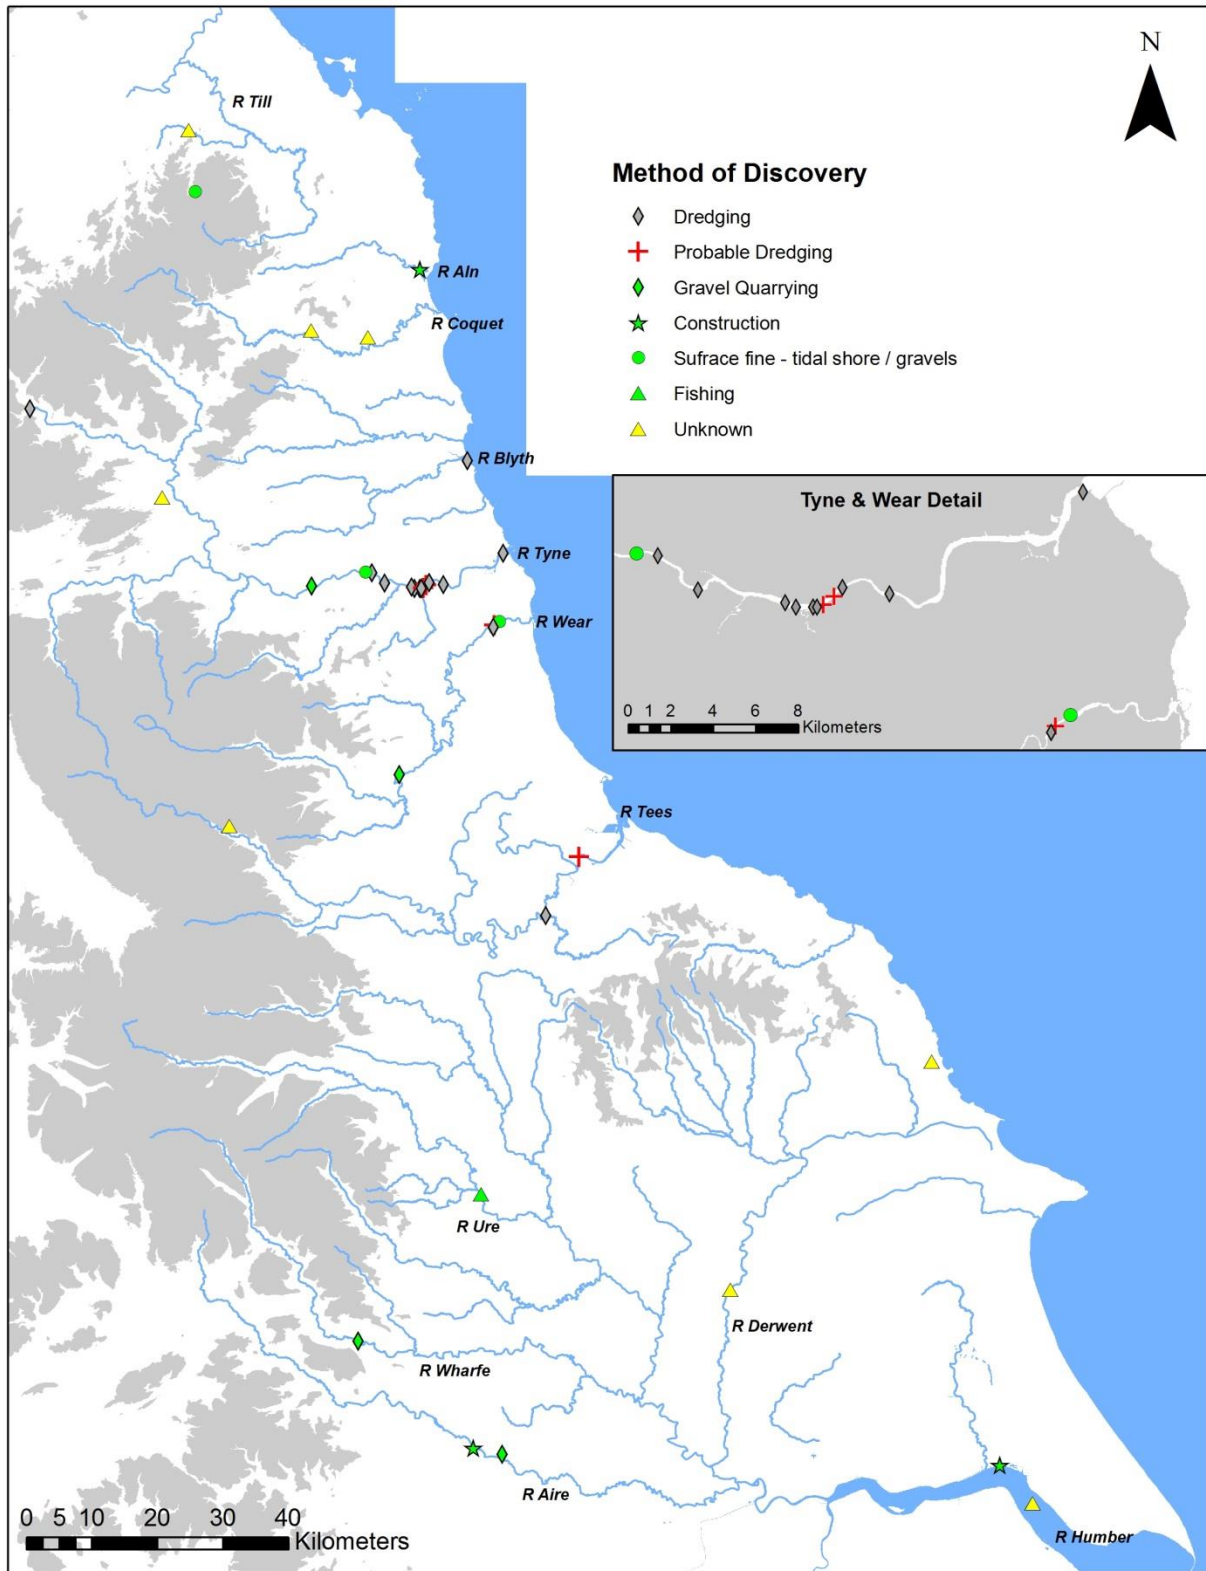 N
R Till
Method of Discovery
Dredging
Probable Dredging
Gravel Quarrying
Construction
Sufrace fine - tidal shore / gravels
Fishing
Unknown
R Aln
R Coquet
R Blyth
Tyne & Wear Detail
R Tyne
R Wear
0 1 2 4 6 8
Kilometers
R Tees
R Ure
R Derwent
R Wharfe
R Aire
0 5 10 20 30 40
Kilometers
R Humber